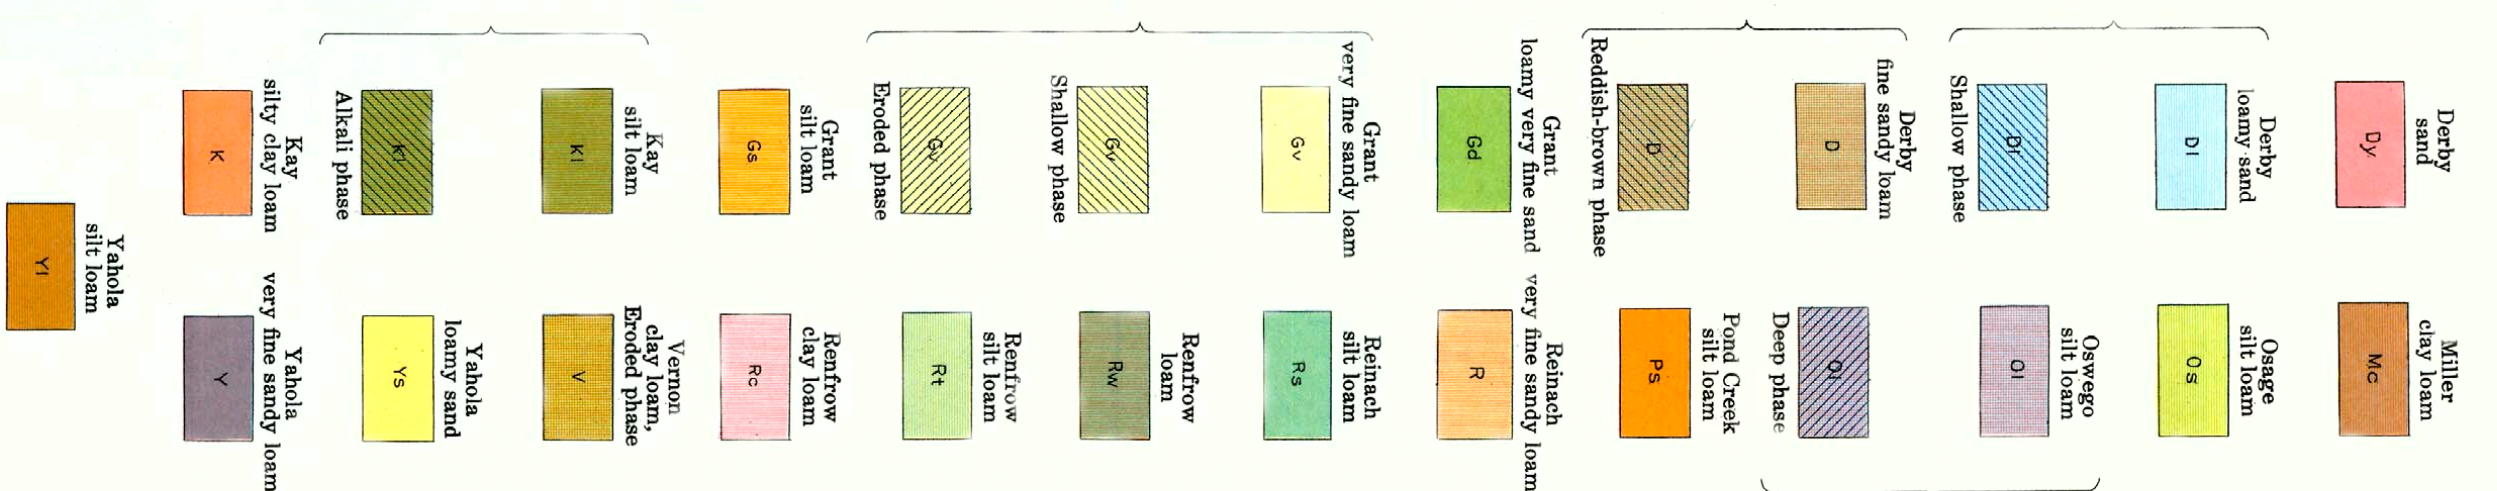 Derby
sand
Dy
Derby
loamy sand
Dl
Shallow phase
Dl
Derby
fine sandy loam
D
Reddish-brown phase
D
Grant
loamy very fine sand
Gd
Grant
very fine sandy loam
Gv
Shallow phase
Gv
Eroded phase
Gv
Grant
silt loam
Gs
Kay
silt loam
Kl
Alkali phase
Kl
Kay
silty clay loam
K
Miller
clay loam
Mc
Osage
silt loam
Os
Oswego
silt loam
Ol
Deep phase
Ol
Pond Creek
silt loam
Ps
Reinach
very fine sandy loam
R
Reinach
silt loam
Rs
Renfrow
loam
Rw
Renfrow
silt loam
Rt
Renfrow
clay loam
Rc
Vernon
clay loam,
Eroded phase
V
Yahola
loamy sand
Ys
Yahola
very fine sandy loam
Y
Yahola
silt loam
Yl